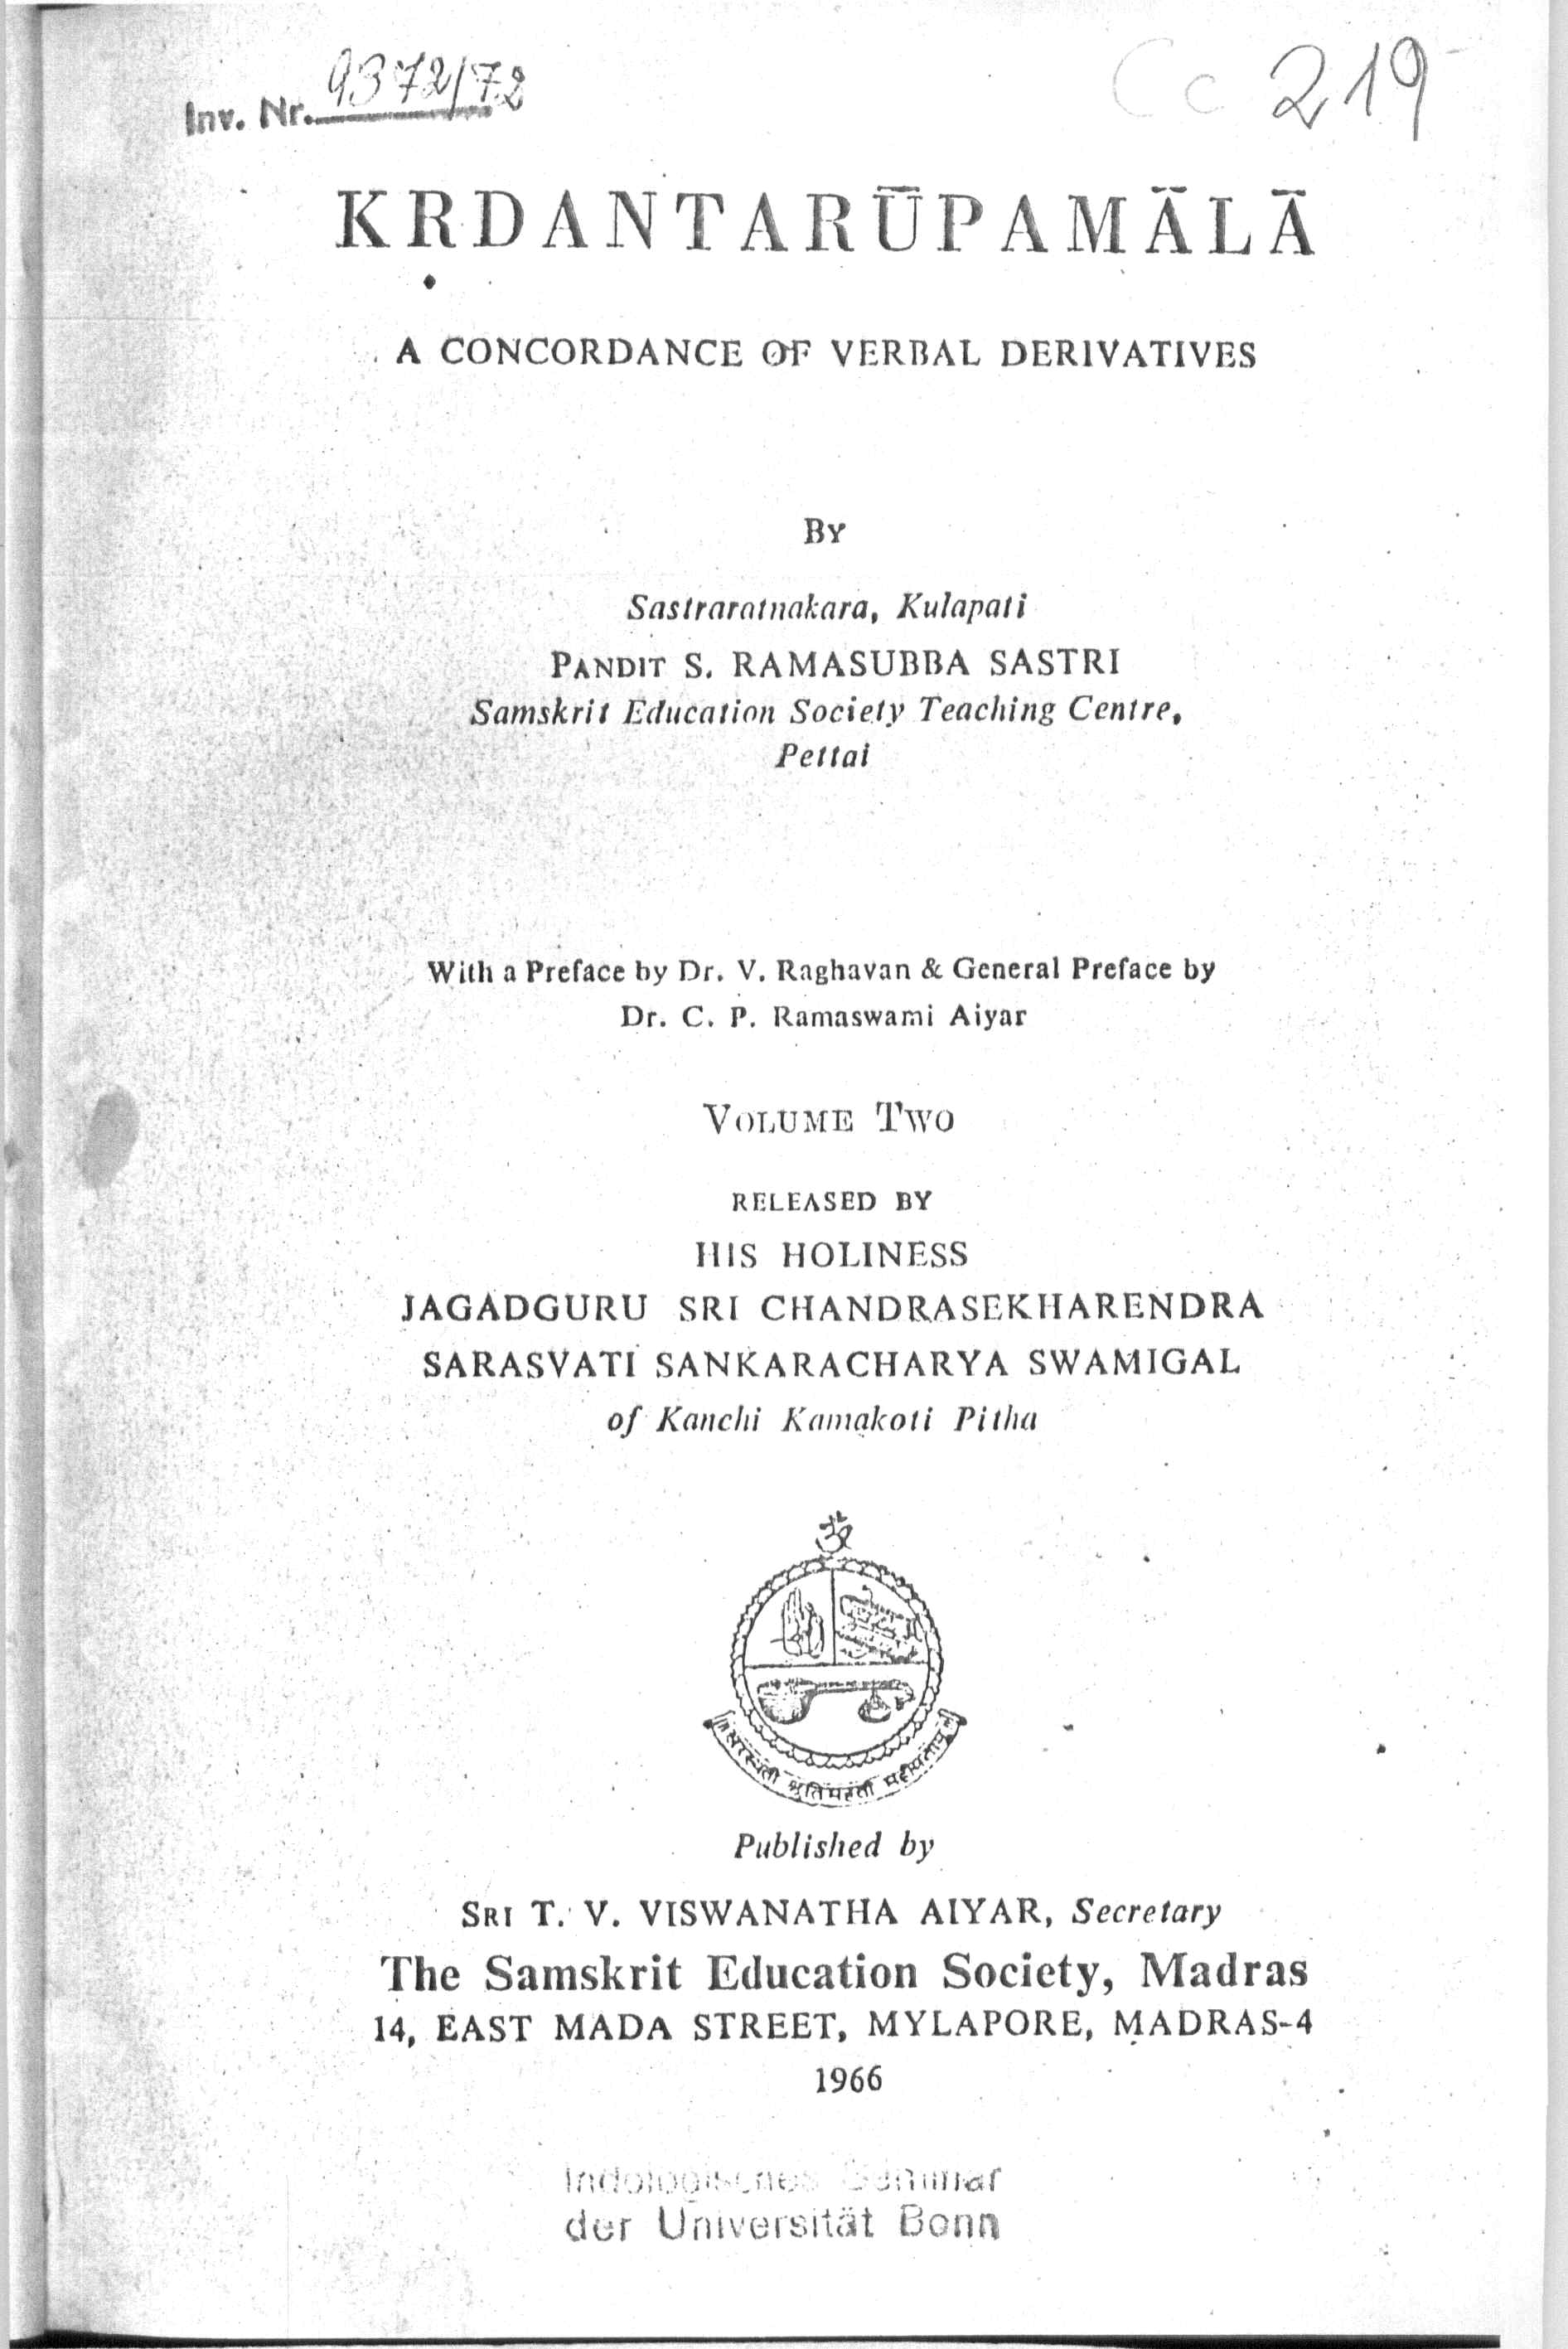 Inv. Nr. 9372/72
Cc 219
KṚDANTARŪPAMĀLĀ
A CONCORDANCE OF VERBAL DERIVATIVES
BY
Sastraratnakara, Kulapati
PANDIT S. RAMASUBBA SASTRI
Samskrit Education Society Teaching Centre,
Pettai
With a Preface by Dr. V. Raghavan & General Preface by
Dr. C. P. Ramaswami Aiyar
VOLUME TWO
RELEASED BY
HIS HOLINESS
JAGADGURU SRI CHANDRASEKHARENDRA
SARASVATI SANKARACHARYA SWAMIGAL
of Kanchi Kamakoti Pitha
ॐ
श्रुतिमहती महीयताम्
Published by
SRI T. V. VISWANATHA AIYAR, Secretary
The Samskrit Education Society, Madras
14, EAST MADA STREET, MYLAPORE, MADRAS-4
1966
Indologisches Seminar
der Universität Bonn